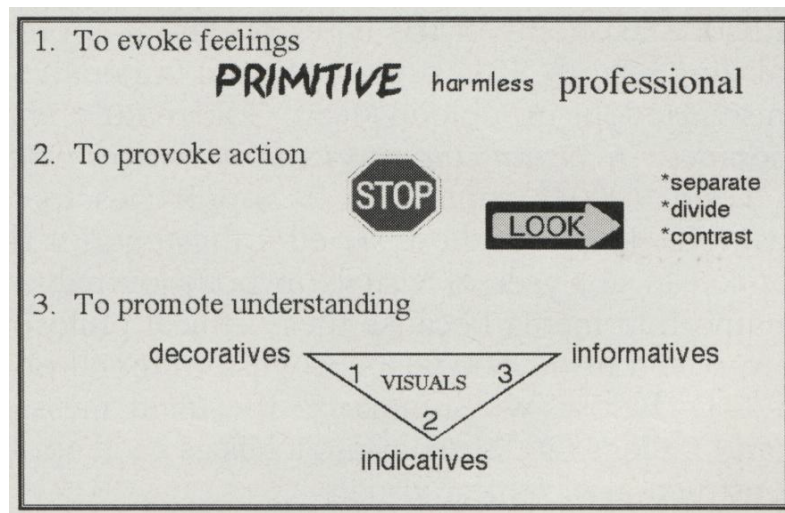 1. To evoke feelings
PRIMITIVE harmless professional
2. To provoke action
STOP
LOOK
*separate
*divide
*contrast
3. To promote understanding
decoratives informatives
1 VISUALS 3
2
indicatives